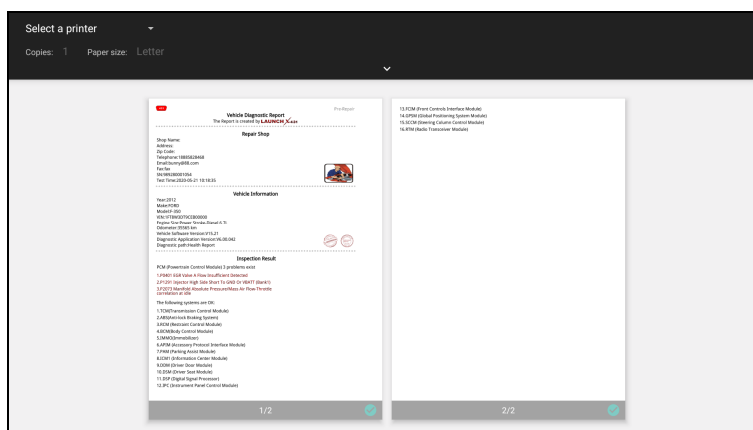 Select a printer
Copies: 1 Paper size: Letter
Pre-Repair
Vehicle Diagnostic Report
The Report is created by LAUNCH
Repair Shop
Shop Name:
Address:
Zip Code:
Telephone:18885828468
Email:bunny@88.com
Fax:fax
SN:989280001054
Test Time:2020-05-21 19:18:35
Vehicle Information
Year:2012
Make:FORD
Model:F-350
Engine Size:Power Stroke Diesel 6.7L
Odometer:35565 km
Vehicle Software Version:V15.21
Diagnostic Application Version:V6.00.042
Diagnostic path:Health Report
Inspection Result
PCM (Powertrain Control Module) 3 problems exist
1.P0401 EGR Valve A Flow Insufficient Detected
2.P1291 Injector High Side Short To GND Or VBATT (Bank1)
3.P2073 Manifold Absolute Pressure/Mass Air Flow-Throttle
correlation at idle
The following systems are OK:
1.TCM(Transmission Control Module)
2.ABS(Anti-lock Braking System)
3.RCM (Restraint Control Module)
4.BCM(Body Control Module)
5.IMMO(Immobilizer)
6.APIM (Accessory Protocol Interface Module)
7.PAM (Parking Assist Module)
8.ICM1 (Information Center Module)
9.DDM (Driver Door Module)
10.DSM (Driver Seat Module)
11.DSP (Digital Signal Processor)
12.IPC (Instrument Panel Control Module)
1/2
13.FCIM (Front Controls Interface Module)
14.GPSM (Global Positioning System Module)
15.SCCM (Steering Column Control Module)
16.RTM (Radio Transceiver Module)
2/2